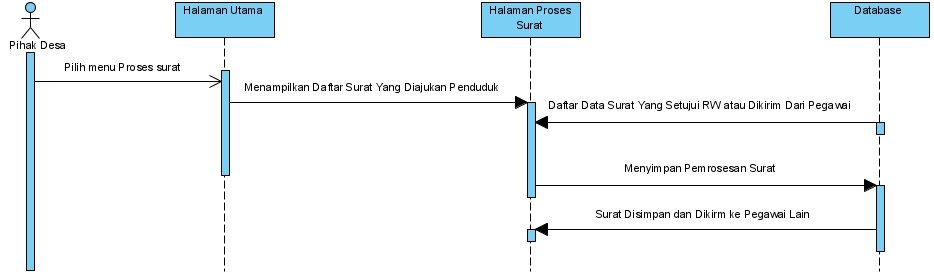 Halaman Utama
Halaman Proses
Surat
Database
Pihak Desa
Pilih menu Proses surat
Menampilkan Daftar Surat Yang Diajukan Penduduk
Daftar Data Surat Yang Setujui RW atau Dikirim Dari Pegawai
Menyimpan Pemrosesan Surat
Surat Disimpan dan Dikirm ke Pegawai Lain